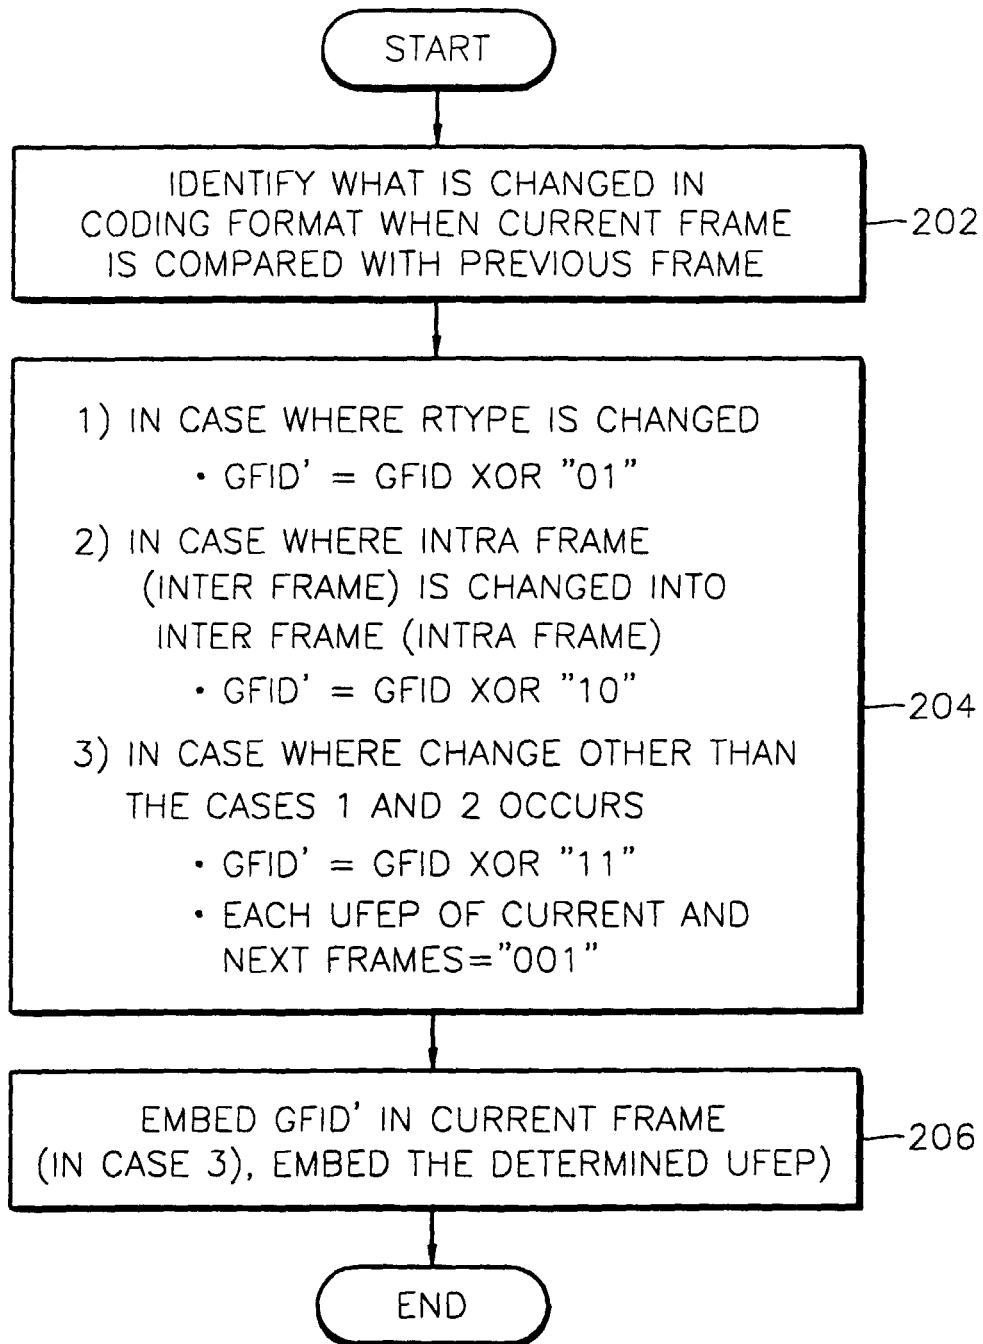 START
IDENTIFY WHAT IS CHANGED IN
CODING FORMAT WHEN CURRENT FRAME
IS COMPARED WITH PREVIOUS FRAME
202
1) IN CASE WHERE RTYPE IS CHANGED
· GFID' = GFID XOR "01"
2) IN CASE WHERE INTRA FRAME
(INTER FRAME) IS CHANGED INTO
INTER FRAME (INTRA FRAME)
· GFID' = GFID XOR "10"
3) IN CASE WHERE CHANGE OTHER THAN
THE CASES 1 AND 2 OCCURS
· GFID' = GFID XOR "11"
· EACH UFEP OF CURRENT AND
NEXT FRAMES="001"
204
EMBED GFID' IN CURRENT FRAME
(IN CASE 3), EMBED THE DETERMINED UFEP)
206
END